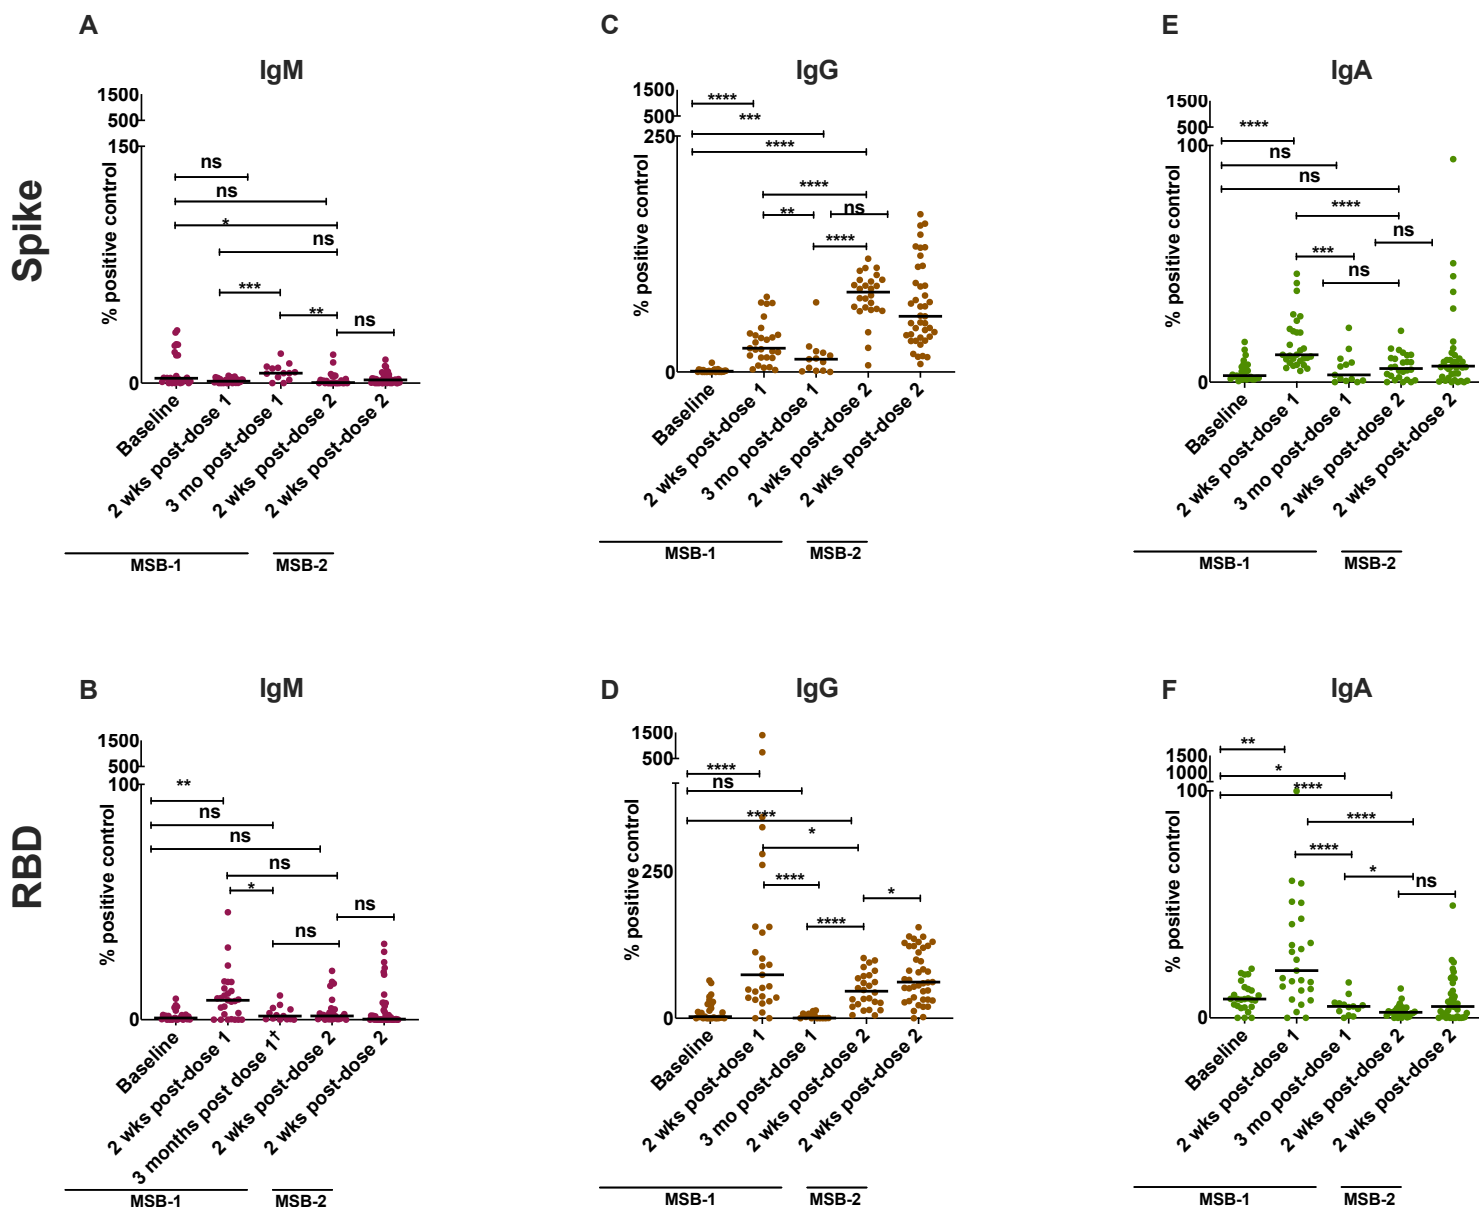 A
C
E
IgM
IgG
IgA
Spike
% positive control
1500
500
150
0
ns
ns
*
ns
***
**
ns
Baseline
2 wks post-dose 1
3 mo post-dose 1
2 wks post-dose 2
2 wks post-dose 2
MSB-1
MSB-2
% positive control
1500
500
250
0
****
***
****
****
**
ns
****
Baseline
2 wks post-dose 1
3 mo post-dose 1
2 wks post-dose 2
2 wks post-dose 2
MSB-1
MSB-2
% positive control
1500
500
100
0
****
ns
ns
****
ns
***
ns
Baseline
2 wks post-dose 1
3 mo post-dose 1
2 wks post-dose 2
2 wks post-dose 2
MSB-1
MSB-2
B
D
F
IgM
IgG
IgA
RBD
% positive control
1500
500
100
0
**
ns
ns
ns
*
ns
ns
Baseline
2 wks post-dose 1
3 months post dose 1†
2 wks post-dose 2
2 wks post-dose 2
MSB-1
MSB-2
% positive control
1500
500
250
0
****
ns
****
*
****
*
****
Baseline
2 wks post-dose 1
3 mo post-dose 1
2 wks post-dose 2
2 wks post-dose 2
MSB-1
MSB-2
% positive control
1500
1000
100
0
**
*
****
****
****
*
ns
Baseline
2 wks post-dose 1
3 mo post-dose 1
2 wks post-dose 2
2 wks post-dose 2
MSB-1
MSB-2